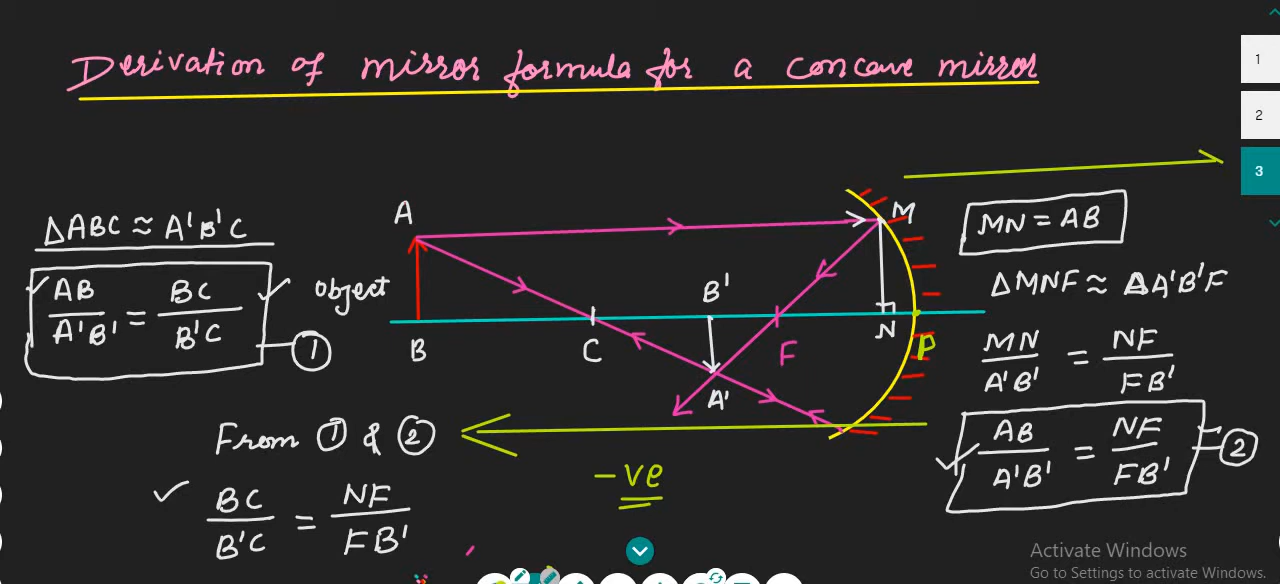 Derivation of mirror formula for a concave mirror
1
2
3
ΔABC ≈ A'B'C
AB/A'B' = BC/B'C
1
object
A
M
B
C
B'
A'
F
N
P
MN = AB
ΔMNF ≈ ΔA'B'F
MN/A'B' = NF/FB'
AB/A'B' = NF/FB'
2
From 1 & 2
BC/B'C = NF/FB'
-ve
Activate Windows
Go to Settings to activate Windows.